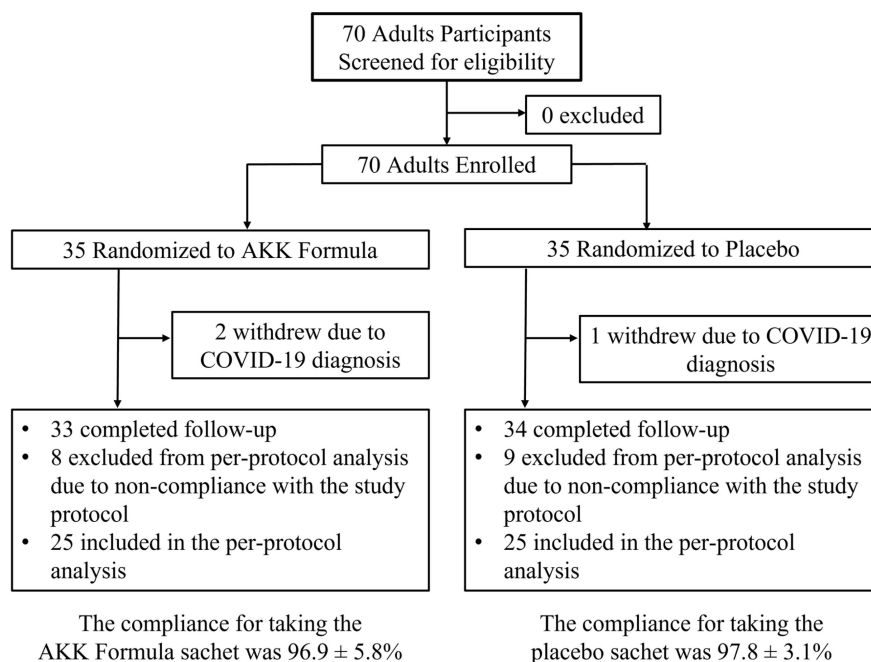 70 Adults Participants
Screened for eligibility
0 excluded
70 Adults Enrolled
35 Randomized to AKK Formula
35 Randomized to Placebo
2 withdrew due to
COVID-19 diagnosis
1 withdrew due to COVID-19
diagnosis
• 33 completed follow-up
• 8 excluded from per-protocol analysis
due to non-compliance with the study
protocol
• 25 included in the per-protocol
analysis
• 34 completed follow-up
• 9 excluded from per-protocol analysis
due to non-compliance with the study
protocol
• 25 included in the per-protocol
analysis
The compliance for taking the
AKK Formula sachet was 96.9 ± 5.8%
The compliance for taking the
placebo sachet was 97.8 ± 3.1%